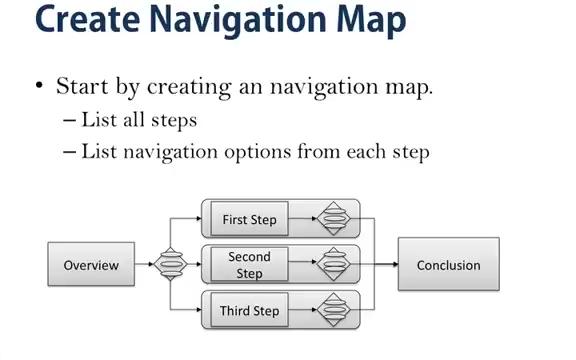 Create Navigation Map
• Start by creating an navigation map.
– List all steps
– List navigation options from each step
First Step
Second
Step
Overview
Conclusion
Third Step